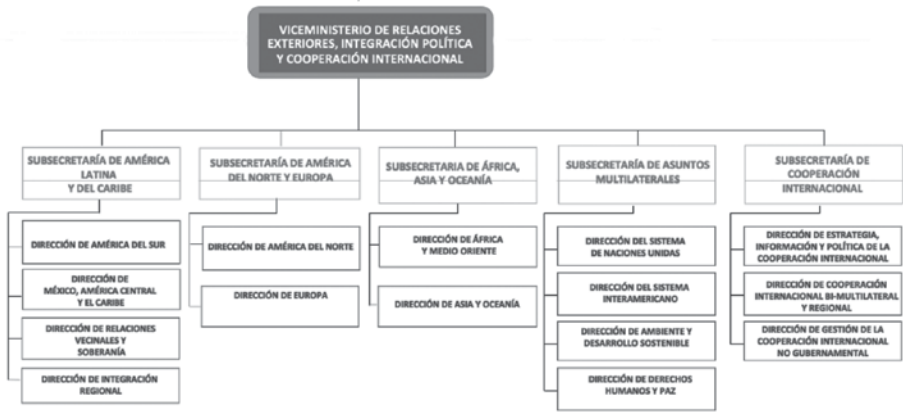 VICEMINISTERIO DE RELACIONES
EXTERIORES, INTEGRACIÓN POLÍTICA
Y COOPERACIÓN INTERNACIONAL
SUBSECRETARÍA DE AMÉRICA
LATINA
Y DEL CARIBE
DIRECCIÓN DE AMÉRICA DEL SUR
DIRECCIÓN DE
MÉXICO, AMÉRICA CENTRAL
Y EL CARIBE
DIRECCIÓN DE RELACIONES
VECINALES Y
SOBERANÍA
DIRECCIÓN DE INTEGRACIÓN
REGIONAL
SUBSECRETARÍA DE AMÉRICA
DEL NORTE Y EUROPA
DIRECCIÓN DE AMÉRICA DEL NORTE
DIRECCIÓN DE EUROPA
SUBSECRETARIA DE ÁFRICA,
ASIA Y OCEANÍA
DIRECCIÓN DE ÁFRICA
Y MEDIO ORIENTE
DIRECCIÓN DE ASIA Y OCEANÍA
SUBSECRETARÍA DE ASUNTOS
MULTILATERALES
DIRECCIÓN DEL SISTEMA
DE NACIONES UNIDAS
DIRECCIÓN DEL SISTEMA
INTERAMERICANO
DIRECCIÓN DE AMBIENTE Y
DESARROLLO SOSTENIBLE
DIRECCIÓN DE DERECHOS
HUMANOS Y PAZ
SUBSECRETARÍA DE
COOPERACIÓN
INTERNACIONAL
DIRECCIÓN DE ESTRATEGIA,
INFORMACIÓN Y POLÍTICA DE LA
COOPERACIÓN INTERNACIONAL
DIRECCIÓN DE COOPERACIÓN
INTERNACIONAL BI-MULTILATERAL
Y REGIONAL
DIRECCIÓN DE GESTIÓN DE LA
COOPERACIÓN INTERNACIONAL
NO GUBERNAMENTAL